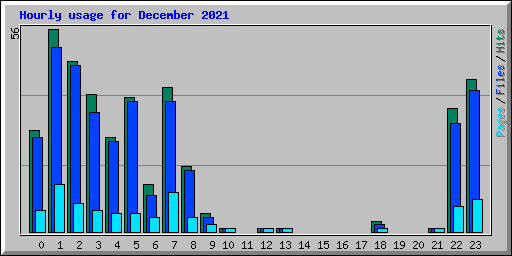 Hourly usage for December 2021
56
Pages/Files/Hits
0 1 2 3 4 5 6 7 8 9 10 11 12 13 14 15 16 17 18 19 20 21 22 23